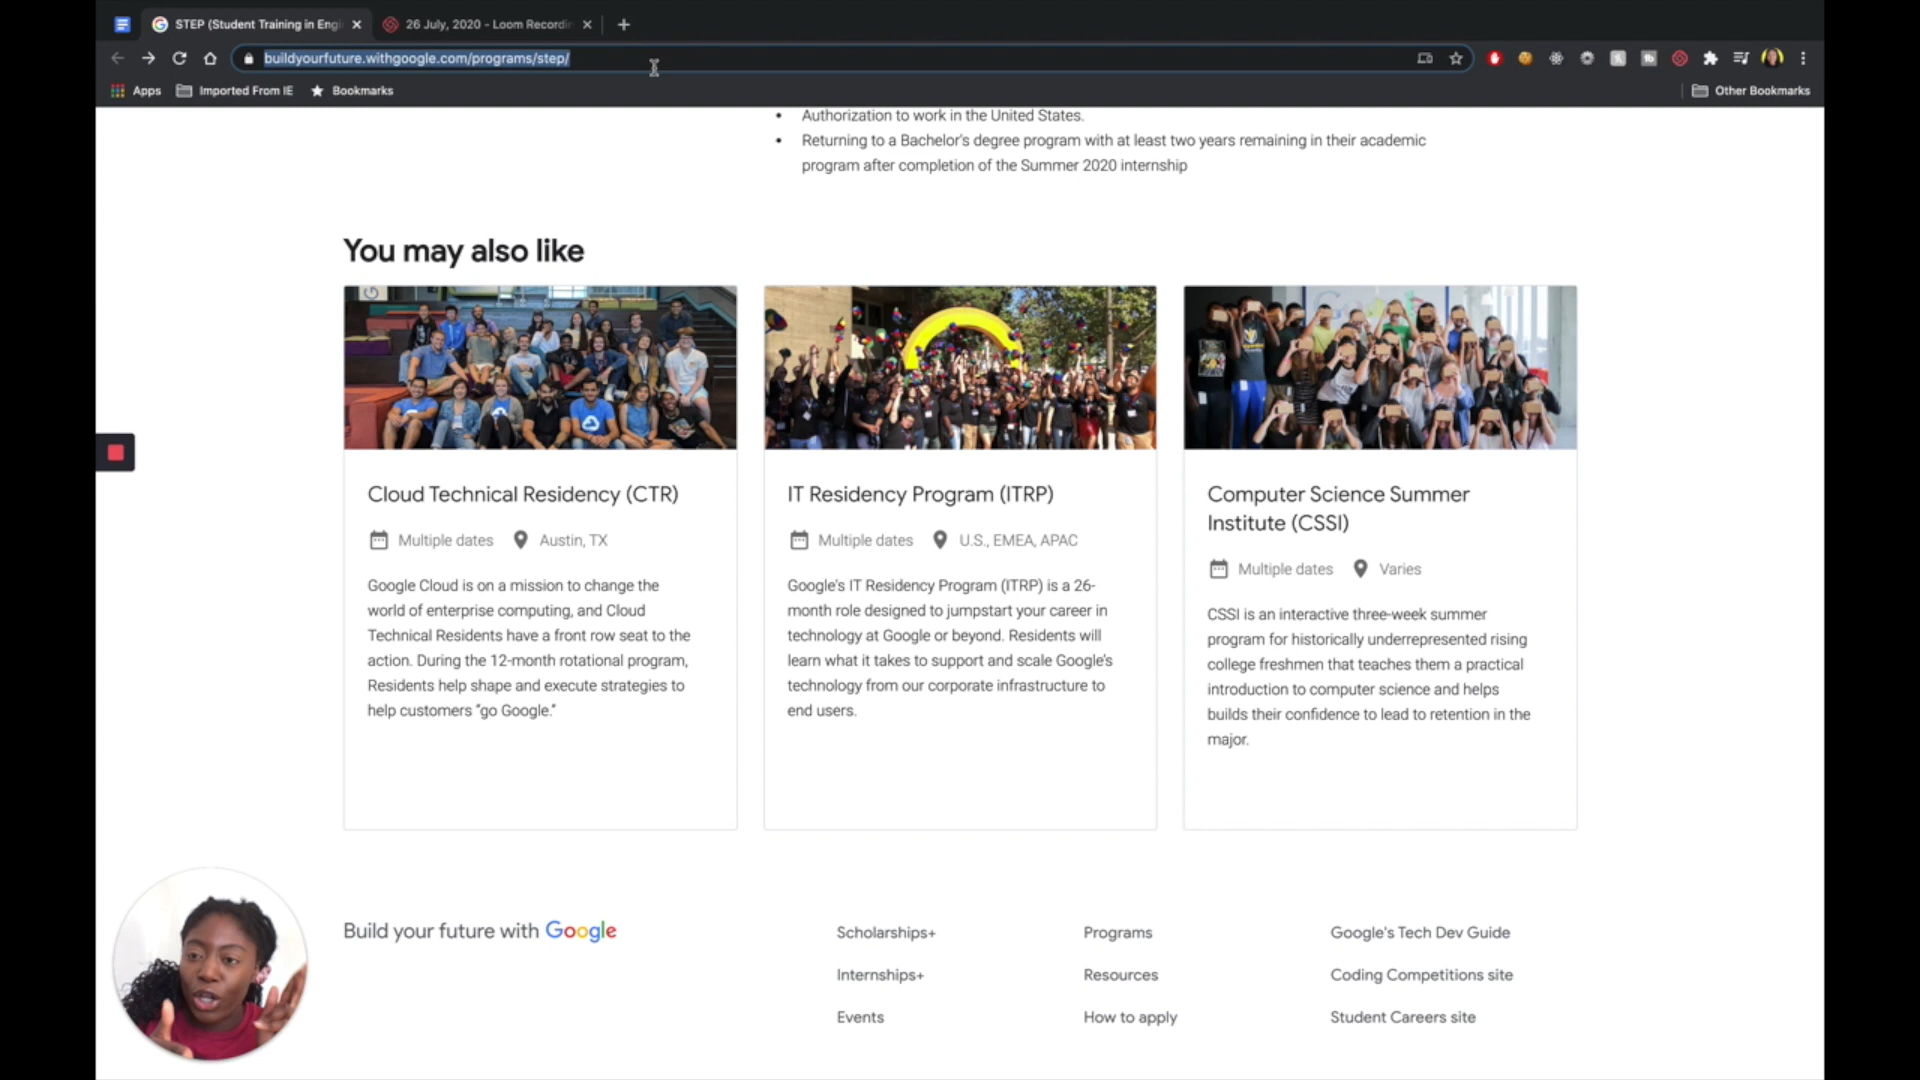 STEP (Student Training in Engi
26 July, 2020 - Loom Recordin
buildyourfuture.withgoogle.com/programs/step/
Apps
Imported From IE
Bookmarks
Other Bookmarks
• Authorization to work in the United States.
• Returning to a Bachelor's degree program with at least two years remaining in their academic
program after completion of the Summer 2020 internship
You may also like
Cloud Technical Residency (CTR)
Multiple dates
Austin, TX
Google Cloud is on a mission to change the
world of enterprise computing, and Cloud
Technical Residents have a front row seat to the
action. During the 12-month rotational program,
Residents help shape and execute strategies to
help customers “go Google.”
IT Residency Program (ITRP)
Multiple dates
U.S., EMEA, APAC
Google's IT Residency Program (ITRP) is a 26-
month role designed to jumpstart your career in
technology at Google or beyond. Residents will
learn what it takes to support and scale Google's
technology from our corporate infrastructure to
end users.
Computer Science Summer
Institute (CSSI)
Multiple dates
Varies
CSSI is an interactive three-week summer
program for historically underrepresented rising
college freshmen that teaches them a practical
introduction to computer science and helps
builds their confidence to lead to retention in the
major.
Build your future with Google
Scholarships+
Internships+
Events
Programs
Resources
How to apply
Google's Tech Dev Guide
Coding Competitions site
Student Careers site